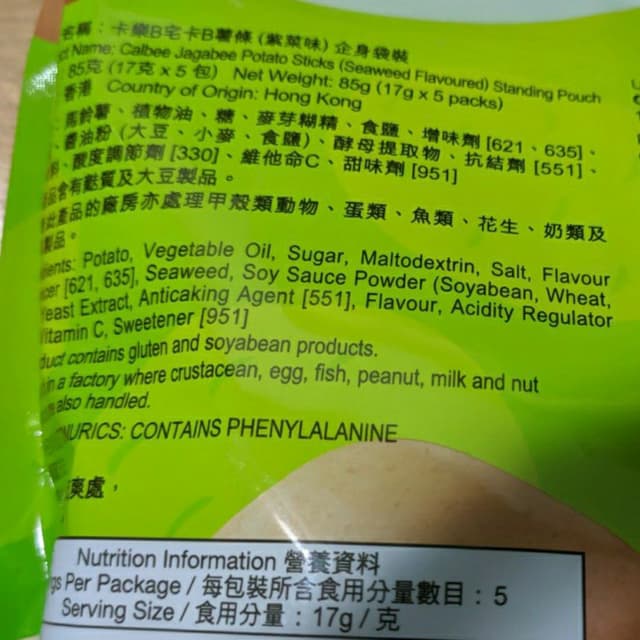 名稱：卡樂B宅卡B薯條 (紫菜味) 企身袋裝
Name: Calbee Jagabee Potato Sticks (Seaweed Flavoured) Standing Pouch
85克 (17克 x 5 包) Net Weight: 85g (17g x 5 packs)
香港 Country of Origin: Hong Kong
馬鈴薯、植物油、糖、麥芽糊精、食鹽、增味劑 [621、635]、
醬油粉 (大豆、小麥、食鹽)、酵母提取物、抗結劑 [551]、
酸度調節劑 [330]、維他命C、甜味劑 [951]
品含有麩質及大豆製品。
此產品的廠房亦處理甲殼類動物、蛋類、魚類、花生、奶類及
製品。
ients: Potato, Vegetable Oil, Sugar, Maltodextrin, Salt, Flavour
cer [621, 635], Seaweed, Soy Sauce Powder (Soyabean, Wheat,
Yeast Extract, Anticaking Agent [551], Flavour, Acidity Regulator
Vitamin C, Sweetener [951]
duct contains gluten and soyabean products.
in a factory where crustacean, egg, fish, peanut, milk and nut
also handled.
NURICS: CONTAINS PHENYLALANINE
爽處，
Nutrition Information 營養資料
gs Per Package / 每包裝所含食用分量數目：5
Serving Size / 食用分量：17g / 克